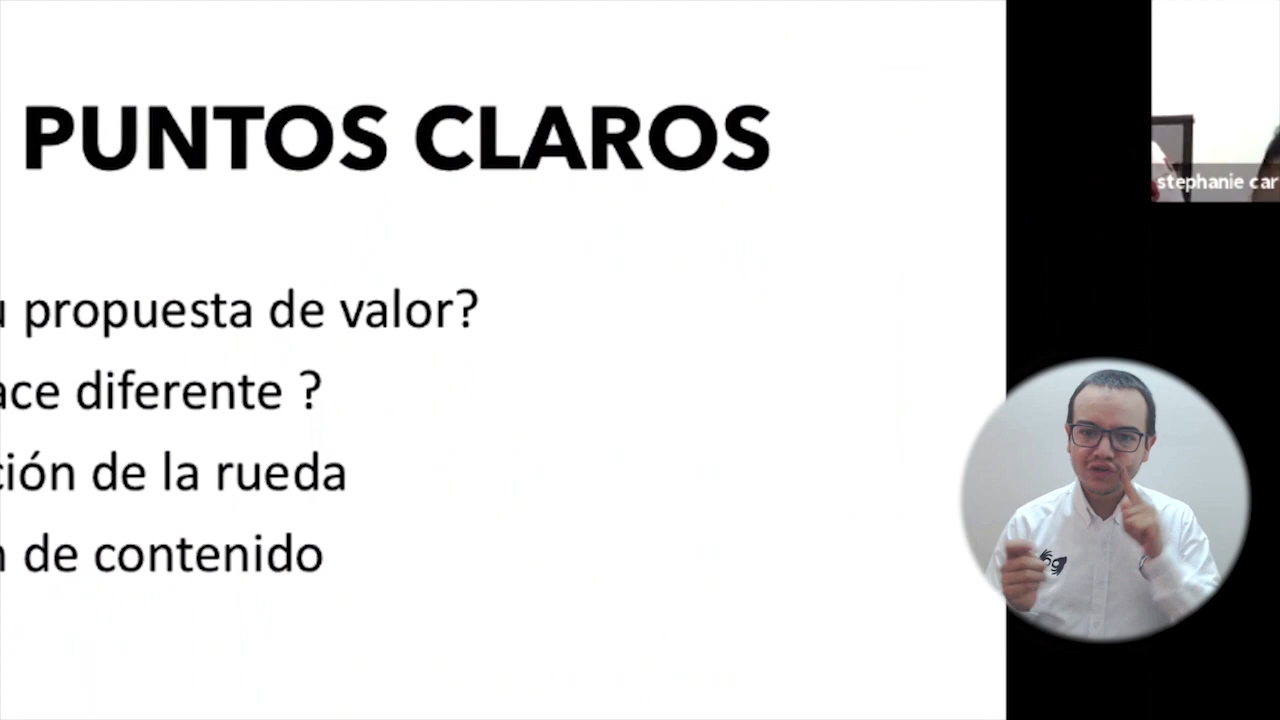 PUNTOS CLAROS
stephanie car
propuesta de valor?
diferente ?
de la rueda
de contenido